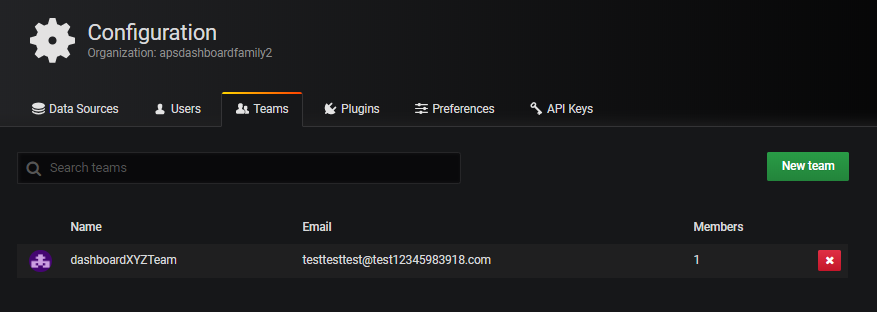 Configuration
Organization: apsdashboardfamily2
Data Sources Users Teams Plugins Preferences API Keys
Search teams New team
Name Email Members
dashboardXYZTeam testtesttest@test12345983918.com 1